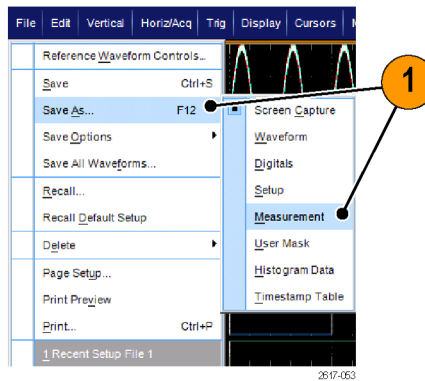 File Edit Vertical Horiz/Acq Trig Display Cursors
Reference Waveform Controls...
Save Ctrl+S
Save As... F12
Save Options
Save All Waveforms...
Recall...
Recall Default Setup
Delete
Page Setup...
Print Preview
Print... Ctrl+P
1 Recent Setup File 1
Screen Capture
Waveform
Digitals
Setup
Measurement
User Mask
Histogram Data
Timestamp Table
1
2617-053